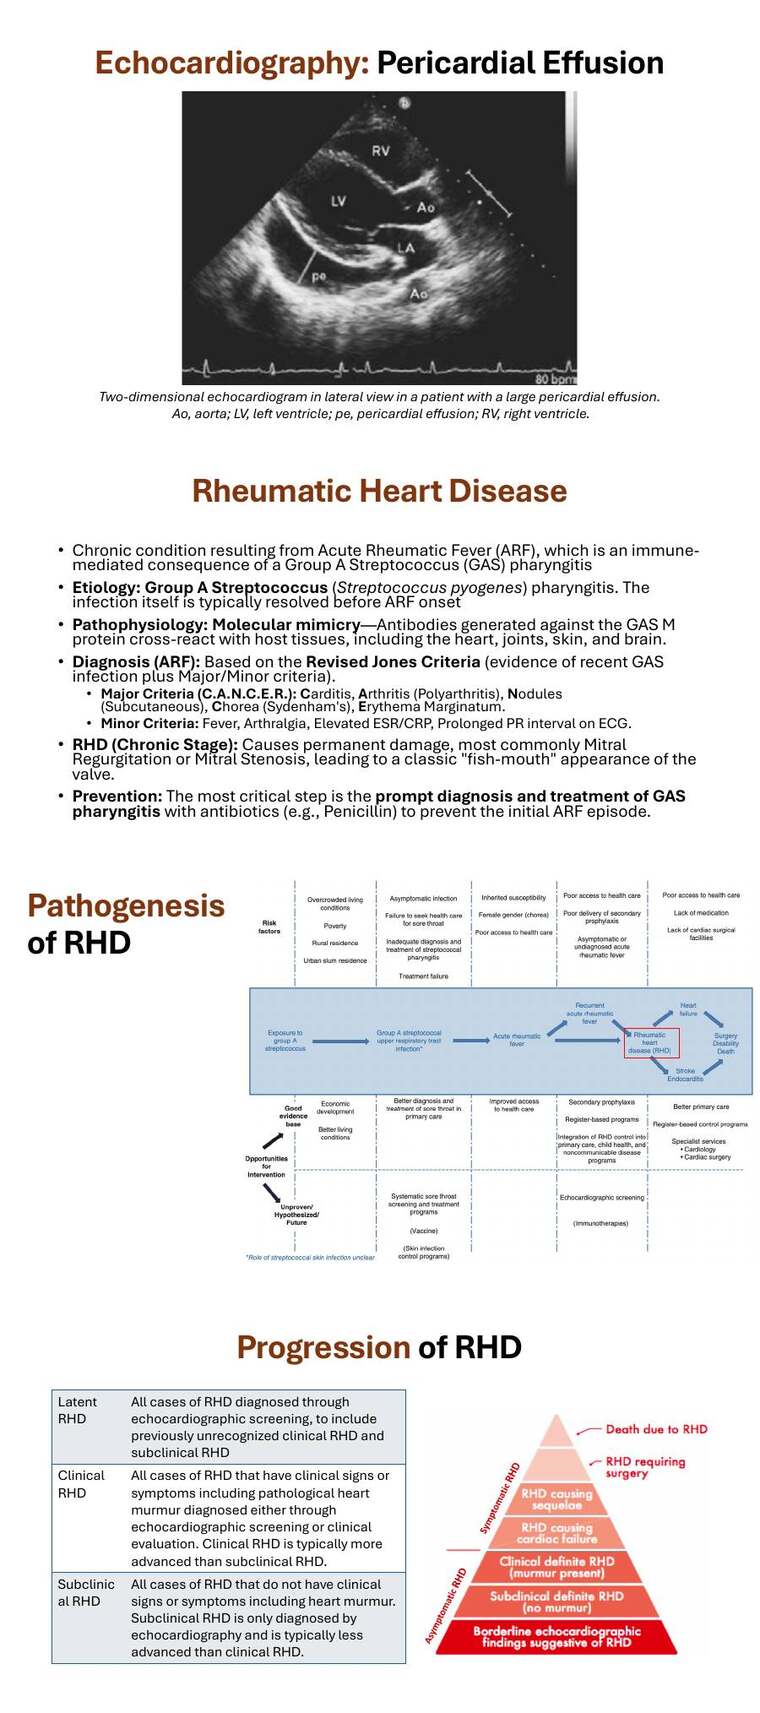 Echocardiography: Pericardial Effusion
RV
LV
Ao
LA
pe
Ao
80 bpm
Two-dimensional echocardiogram in lateral view in a patient with a large pericardial effusion.
Ao, aorta; LV, left ventricle; pe, pericardial effusion; RV, right ventricle.
Rheumatic Heart Disease
• Chronic condition resulting from Acute Rheumatic Fever (ARF), which is an immune-
mediated consequence of a Group A Streptococcus (GAS) pharyngitis
• Etiology: Group A Streptococcus (Streptococcus pyogenes) pharyngitis. The
infection itself is typically resolved before ARF onset
• Pathophysiology: Molecular mimicry—Antibodies generated against the GAS M
protein cross-react with host tissues, including the heart, joints, skin, and brain.
• Diagnosis (ARF): Based on the Revised Jones Criteria (evidence of recent GAS
infection plus Major/Minor criteria).
• Major Criteria (C.A.N.C.E.R.): Carditis, Arthritis (Polyarthritis), Nodules
(Subcutaneous), Chorea (Sydenham's), Erythema Marginatum.
• Minor Criteria: Fever, Arthralgia, Elevated ESR/CRP, Prolonged PR interval on ECG.
• RHD (Chronic Stage): Causes permanent damage, most commonly Mitral
Regurgitation or Mitral Stenosis, leading to a classic "fish-mouth" appearance of the
valve.
• Prevention: The most critical step is the prompt diagnosis and treatment of GAS
pharyngitis with antibiotics (e.g., Penicillin) to prevent the initial ARF episode.
Pathogenesis
of RHD
Risk
factors
Overcrowded living
conditions
Poverty
Rural residence
Urban slum residence
Asymptomatic infection
Failure to seek health care
for sore throat
Inadequate diagnosis and
treatment of streptococcal
pharyngitis
Treatment failure
Inherited susceptibility
Female gender (chorea)
Poor access to health care
Poor access to health care
Poor delivery of secondary
prophylaxis
Asymptomatic or
undiagnosed acute
rheumatic fever
Poor access to health care
Lack of medication
Lack of cardiac surgical
facilities
Exposure to
group A
streptococcus
Group A streptococcal
upper respiratory tract
infection*
Acute rheumatic
fever
Recurrent
acute rheumatic
fever
Rheumatic
heart
disease (RHD)
Heart
failure
Stroke
Endocarditis
Surgery
Disability
Death
Good
evidence
base
Opportunities
for
Intervention
Unproven/
Hypothesized/
Future
Economic
development
Better living
conditions
Better diagnosis and
treatment of sore throat in
primary care
Improved access
to health care
Secondary prophylaxis
Register-based programs
Integration of RHD control into
primary care, child health, and
noncommunicable disease
programs
Better primary care
Register-based control programs
Specialist services
• Cardiology
• Cardiac surgery
Systematic sore throat
screening and treatment
programs
(Vaccine)
(Skin infection
control programs)
Echocardiographic screening
(Immunotherapies)
*Role of streptococcal skin infection unclear
Progression of RHD
Latent
RHD
All cases of RHD diagnosed through
echocardiographic screening, to include
previously unrecognized clinical RHD and
subclinical RHD
Clinical
RHD
All cases of RHD that have clinical signs or
symptoms including pathological heart
murmur diagnosed either through
echocardiographic screening or clinical
evaluation. Clinical RHD is typically more
advanced than subclinical RHD.
Subclinic
al RHD
All cases of RHD that do not have clinical
signs or symptoms including heart murmur.
Subclinical RHD is only diagnosed by
echocardiography and is typically less
advanced than clinical RHD.
Symptomatic RHD
Asymptomatic RHD
Death due to RHD
RHD requiring
surgery
RHD causing
sequelae
RHD causing
cardiac failure
Clinical definite RHD
(murmur present)
Subclinical definite RHD
(no murmur)
Borderline echocardiographic
findings suggestive of RHD